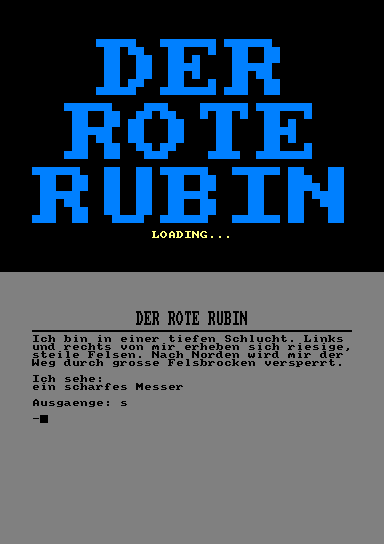 DER
ROTE
RUBIN
LOADING...
DER ROTE RUBIN
Ich bin in einer tiefen Schlucht. Links
und rechts von mir erheben sich riesige,
steile Felsen. Nach Norden wird mir der
Weg durch grosse Felsbrocken versperrt.
Ich sehe:
ein scharfes Messer
Ausgaenge: s
-